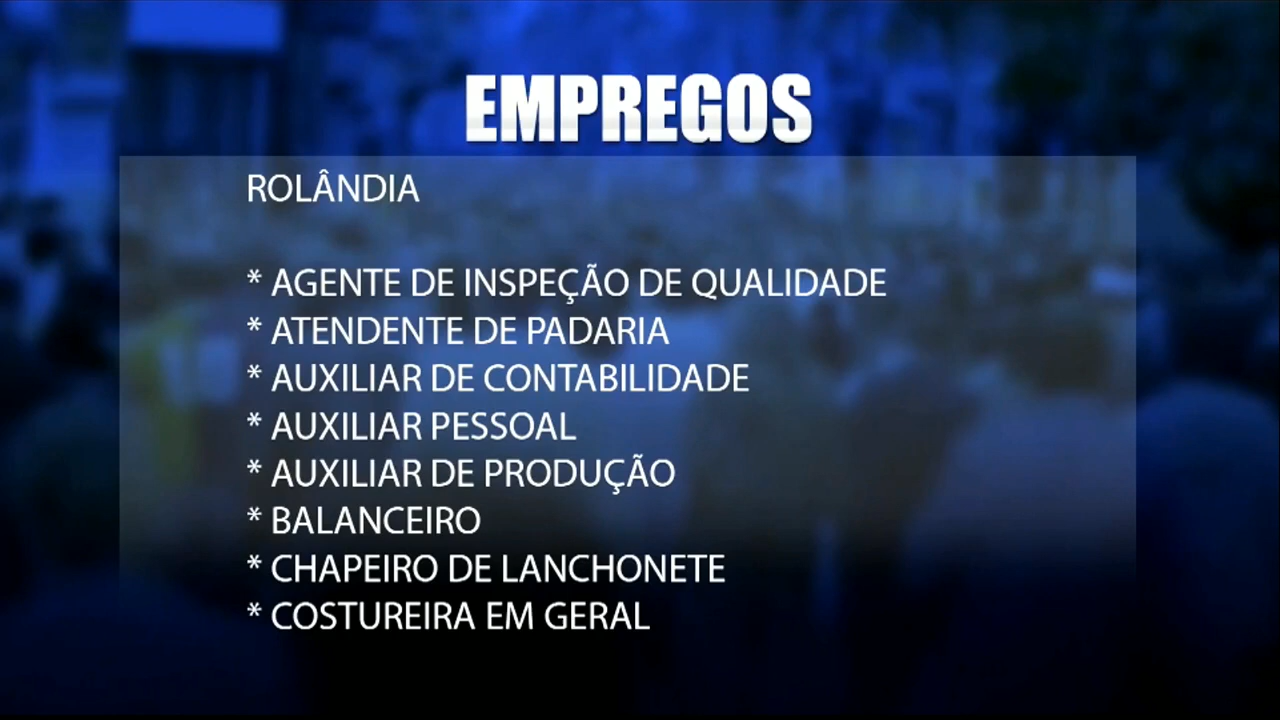 EMPREGOS
ROLÂNDIA
* AGENTE DE INSPEÇÃO DE QUALIDADE
* ATENDENTE DE PADARIA
* AUXILIAR DE CONTABILIDADE
* AUXILIAR PESSOAL
* AUXILIAR DE PRODUÇÃO
* BALANCEIRO
* CHAPEIRO DE LANCHONETE
* COSTUREIRA EM GERAL